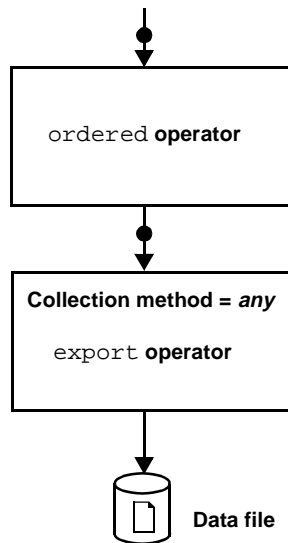 ordered operator
Collection method = any
export operator
Data file